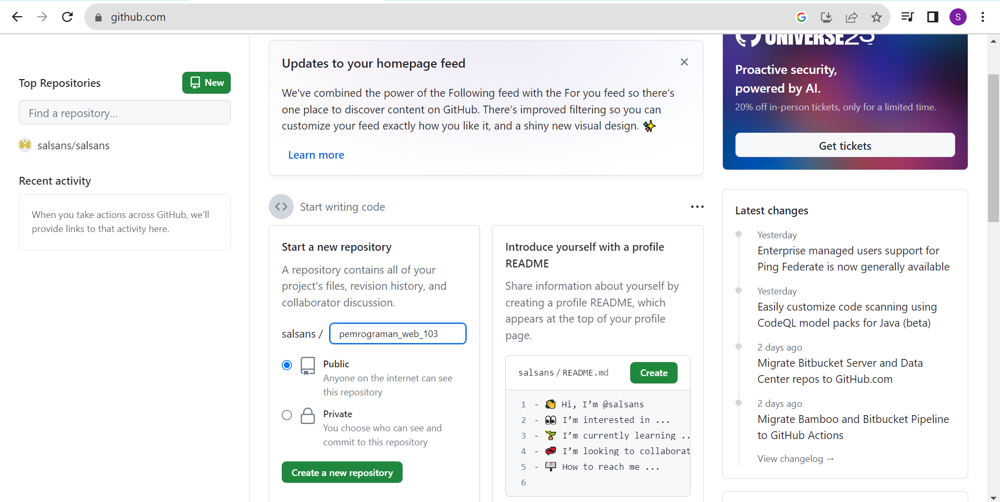 github.com
S
Top Repositories
New
Find a repository...
salsans/salsans
Recent activity
When you take actions across GitHub, we'll
provide links to that activity here.
Updates to your homepage feed
We've combined the power of the Following feed with the For you feed so there's
one place to discover content on GitHub. There's improved filtering so you can
customize your feed exactly how you like it, and a shiny new visual design. ✨
Learn more
Start writing code
Start a new repository
A repository contains all of your
project's files, revision history, and
collaborator discussion.
salsans / pemrograman_web_103
Public
Anyone on the internet can see
this repository
Private
You choose who can see and
commit to this repository
Create a new repository
Introduce yourself with a profile
README
Share information about yourself by
creating a profile README, which
appears at the top of your profile
page.
salsans / README.md
Create
1 - 👋 Hi, I'm @salsans
2 - 👀 I'm interested in ...
3 - 🌱 I'm currently learning ..
4 - 💞️ I'm looking to collaborat
5 - 📫 How to reach me ...
6
UNIVERSE23
Proactive security,
powered by AI.
20% off in-person tickets, only for a limited time.
Get tickets
Latest changes
Yesterday
Enterprise managed users support for
Ping Federate is now generally available
Yesterday
Easily customize code scanning using
CodeQL model packs for Java (beta)
2 days ago
Migrate Bitbucket Server and Data
Center repos to GitHub.com
2 days ago
Migrate Bamboo and Bitbucket Pipeline
to GitHub Actions
View changelog →